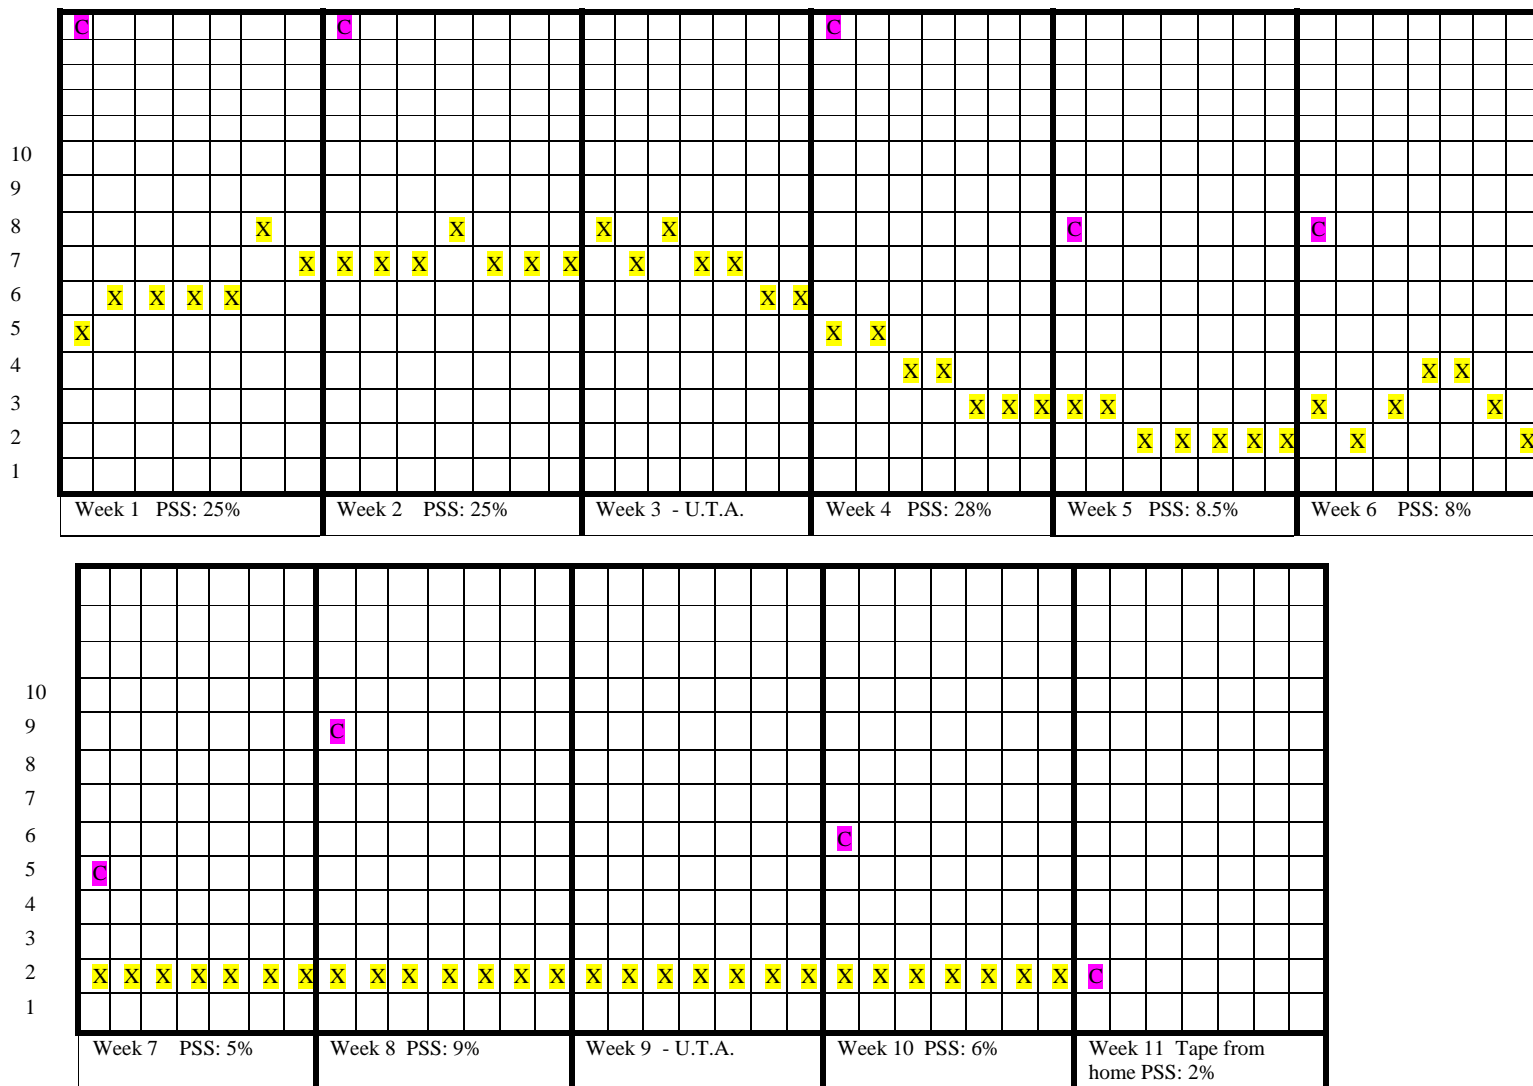 C C C
10
9
8 X X X X C C
7 X X X X X X X X X X
6 X X X X X X
5 X X X
4 X X X X
3 X X X X X X X X
2 X X X X X X X
1
Week 1 PSS: 25% Week 2 PSS: 25% Week 3 - U.T.A. Week 4 PSS: 28% Week 5 PSS: 8.5% Week 6 PSS: 8%
10
9 C
8
7
6 C
5 C
4
3
2 X X X X X X X X X X X X X X X X X X X X X X X X X X X X C
1
Week 7 PSS: 5% Week 8 PSS: 9% Week 9 - U.T.A. Week 10 PSS: 6% Week 11 Tape from
home PSS: 2%